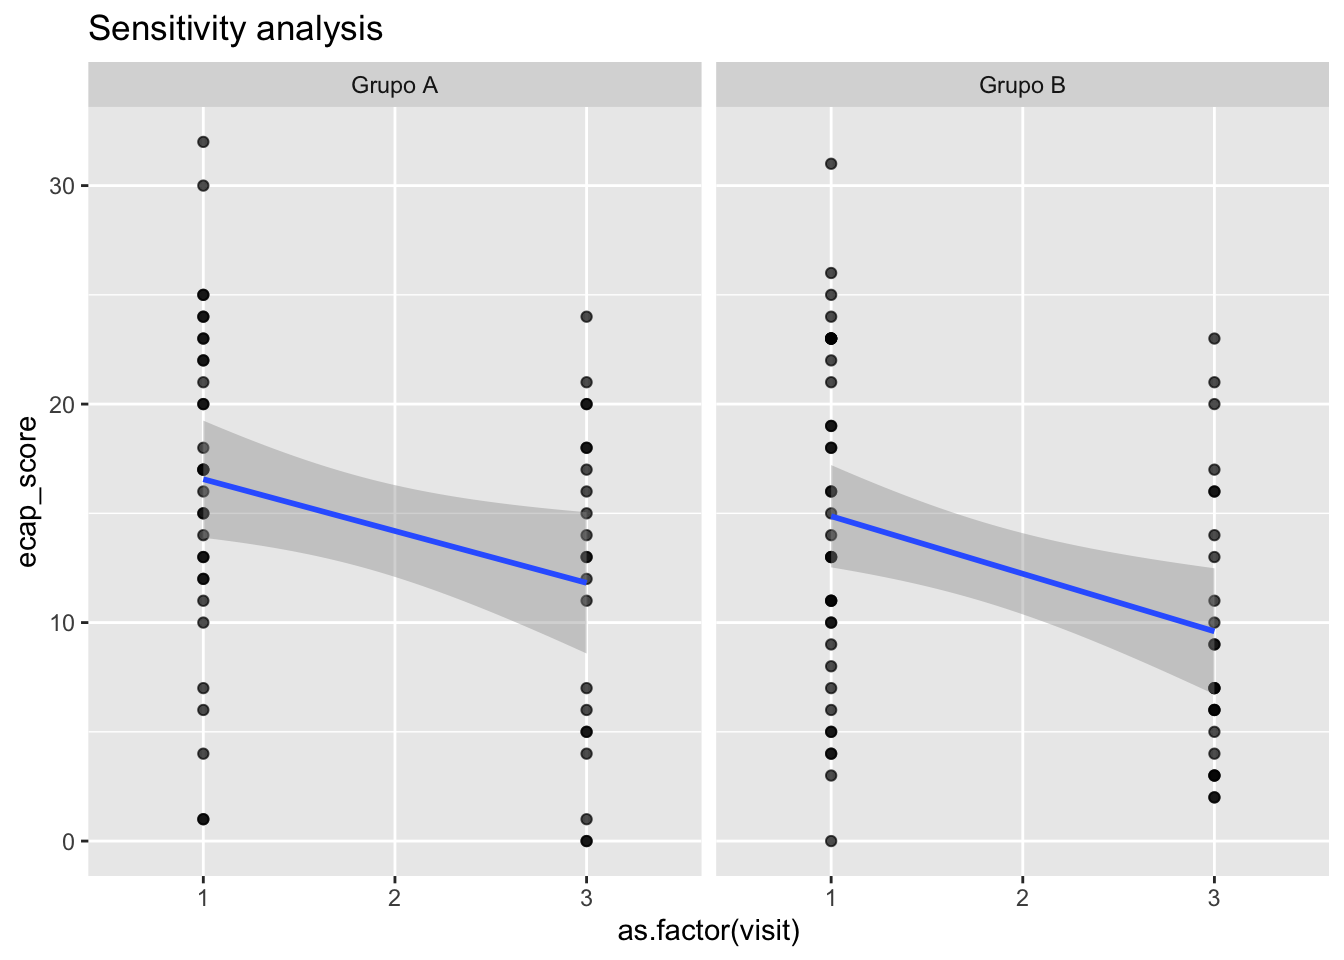 Sensitivity analysis
Grupo A
Grupo B
ecap_score
30
20
10
0
1
2
3
1
2
3
as.factor(visit)